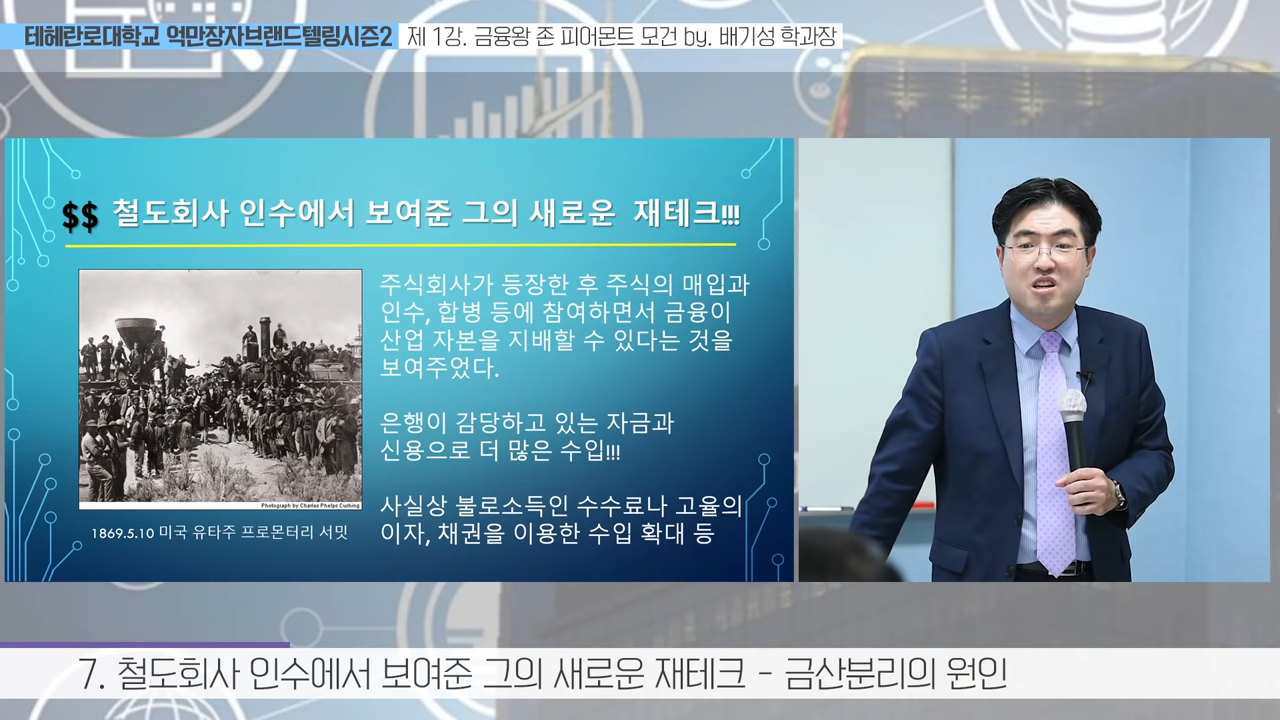 테헤란로대학교 억만장자브랜드텔링시즌2 제 1강. 금융왕 존 피어몬트 모건 by. 배기성 학과장
$$ 철도회사 인수에서 보여준 그의 새로운 재테크!!!
주식회사가 등장한 후 주식의 매입과
인수, 합병 등에 참여하면서 금융이
산업 자본을 지배할 수 있다는 것을
보여주었다.
은행이 감당하고 있는 자금과
신용으로 더 많은 수입!!!
사실상 불로소득인 수수료나 고율의
이자, 채권을 이용한 수입 확대 등
Photograph by Charles Phelps Cushing
1869.5.10 미국 유타주 프로몬터리 서밋
7. 철도회사 인수에서 보여준 그의 새로운 재테크 - 금산분리의 원인